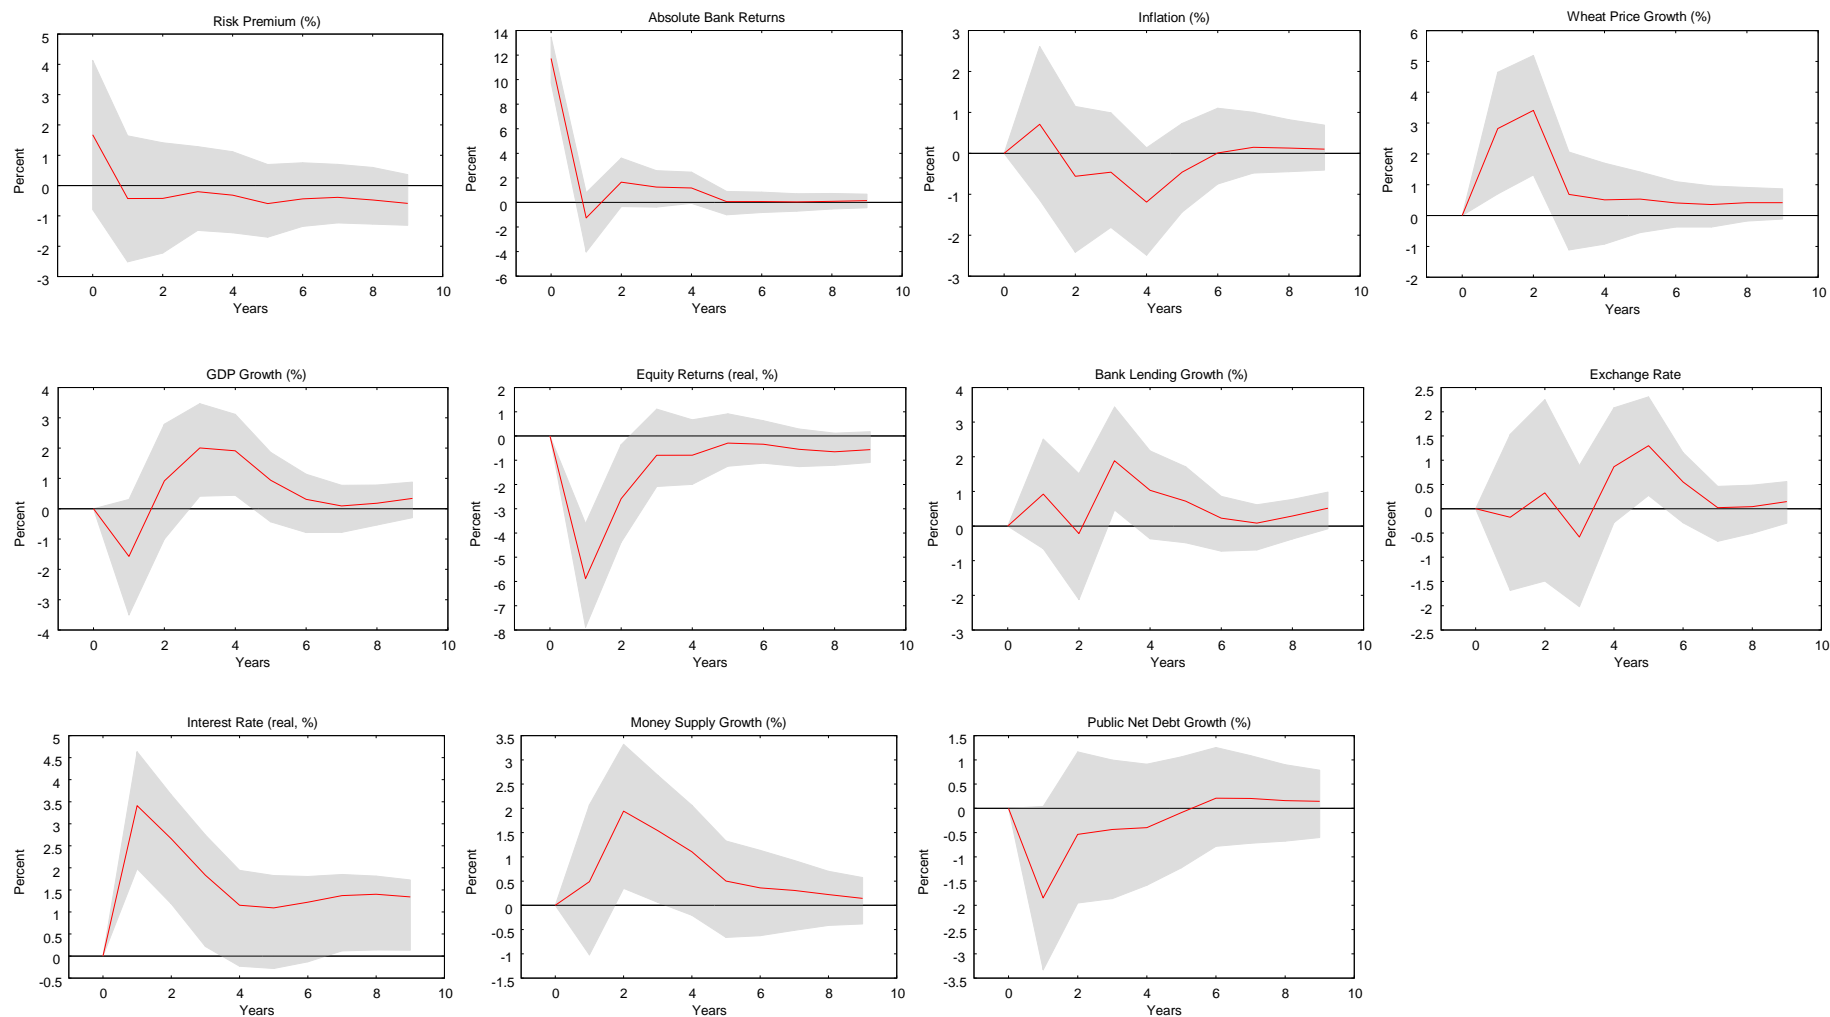 Risk Premium (%)
5
4
3
2
1
0
-1
-2
-3
Percent
0 2 4 6 8 10
Years
Absolute Bank Returns
14
12
10
8
6
4
2
0
-2
-4
-6
Percent
0 2 4 6 8 10
Years
Inflation (%)
3
2
1
0
-1
-2
-3
Percent
0 2 4 6 8 10
Years
Wheat Price Growth (%)
6
5
4
3
2
1
0
-1
-2
Percent
0 2 4 6 8 10
Years
GDP Growth (%)
4
3
2
1
0
-1
-2
-3
-4
Percent
0 2 4 6 8 10
Years
Equity Returns (real, %)
2
1
0
-1
-2
-3
-4
-5
-6
-7
-8
Percent
0 2 4 6 8 10
Years
Bank Lending Growth (%)
4
3
2
1
0
-1
-2
-3
Percent
0 2 4 6 8 10
Years
Exchange Rate
2.5
2
1.5
1
0.5
0
-0.5
-1
-1.5
-2
-2.5
Percent
0 2 4 6 8 10
Years
Interest Rate (real, %)
5
4.5
4
3.5
3
2.5
2
1.5
1
0.5
0
-0.5
Percent
0 2 4 6 8 10
Years
Money Supply Growth (%)
3.5
3
2.5
2
1.5
1
0.5
0
-0.5
-1
-1.5
Percent
0 2 4 6 8 10
Years
Public Net Debt Growth (%)
1.5
1
0.5
0
-0.5
-1
-1.5
-2
-2.5
-3
-3.5
Percent
0 2 4 6 8 10
Years